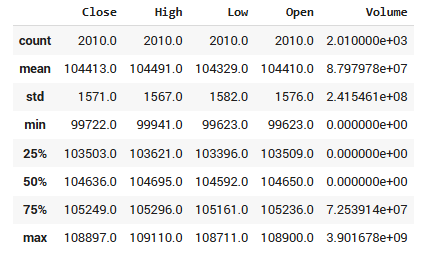 Close High Low Open Volume
count 2010.0 2010.0 2010.0 2010.0 2.010000e+03
mean 104413.0 104491.0 104329.0 104410.0 8.797978e+07
std 1571.0 1567.0 1582.0 1576.0 2.415461e+08
min 99722.0 99941.0 99623.0 99623.0 0.000000e+00
25% 103503.0 103621.0 103396.0 103509.0 0.000000e+00
50% 104636.0 104695.0 104592.0 104650.0 0.000000e+00
75% 105249.0 105296.0 105161.0 105236.0 7.253914e+07
max 108897.0 109110.0 108711.0 108900.0 3.901678e+09